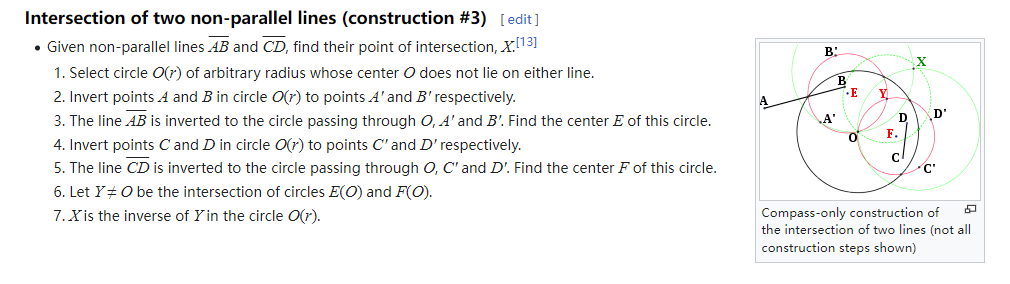 Intersection of two non-parallel lines (construction #3) [ edit ]
• Given non-parallel lines AB and CD, find their point of intersection, X.[13]
1. Select circle O(r) of arbitrary radius whose center O does not lie on either line.
2. Invert points A and B in circle O(r) to points A' and B' respectively.
3. The line AB is inverted to the circle passing through O, A' and B'. Find the center E of this circle.
4. Invert points C and D in circle O(r) to points C' and D' respectively.
5. The line CD is inverted to the circle passing through O, C' and D'. Find the center F of this circle.
6. Let Y ≠ O be the intersection of circles E(O) and F(O).
7. X is the inverse of Y in the circle O(r).
B'
X
B
E
Y
A
A'
D
D'
O
F
C
C'
Compass-only construction of
the intersection of two lines (not all
construction steps shown)